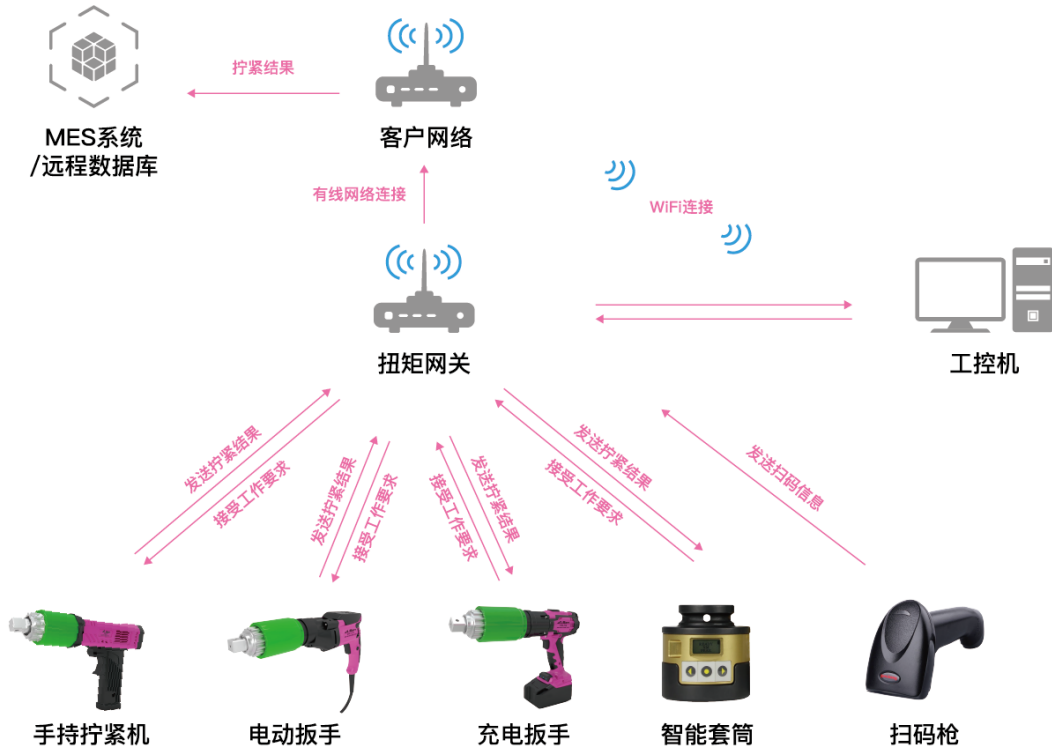 拧紧结果
MES系统
/远程数据库
客户网络
有线网络连接
WiFi连接
扭矩网关
工控机
发送拧紧结果
接受工作要求
发送拧紧结果
接受工作要求
发送拧紧结果
接受工作要求
发送拧紧结果
接受工作要求
发送扫码信息
手持拧紧机
电动扳手
充电扳手
智能套筒
扫码枪